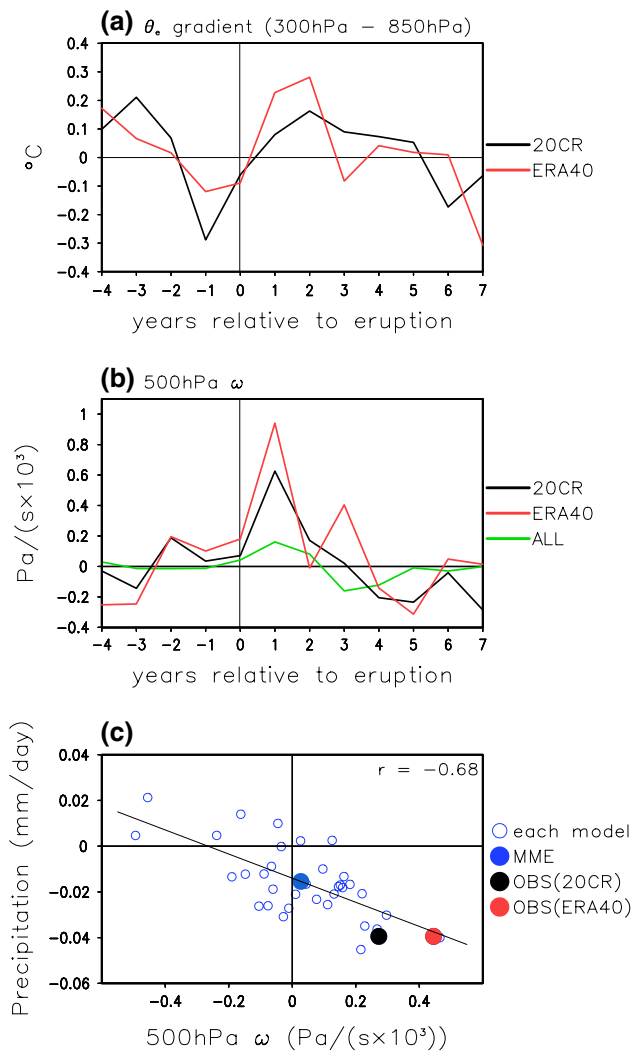 (a) θₑ gradient (300hPa − 850hPa)
0.4
0.3
0.2
0.1
0
−0.1
−0.2
−0.3
−0.4
°C
−4 −3 −2 −1 0 1 2 3 4 5 6 7
years relative to eruption
20CR
ERA40
(b) 500hPa ω
1
0.8
0.6
0.4
0.2
0
−0.2
−0.4
Pa/(s×10³)
−4 −3 −2 −1 0 1 2 3 4 5 6 7
years relative to eruption
20CR
ERA40
ALL
(c)
r = −0.68
0.04
0.02
0
−0.02
−0.04
−0.06
Precipitation (mm/day)
−0.4 −0.2 0 0.2 0.4
500hPa ω (Pa/(s×10³))
each model
MME
OBS(20CR)
OBS(ERA40)